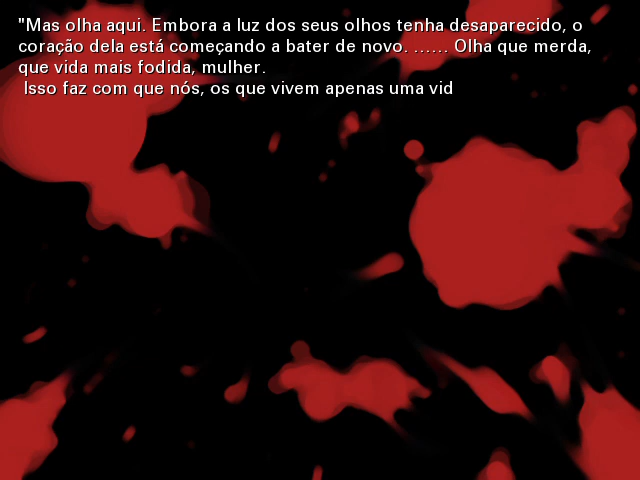 "Mas olha aqui. Embora a luz dos seus olhos tenha desaparecido, o
coração dela está começando a bater de novo. …… Olha que merda,
que vida mais fodida, mulher.
Isso faz com que nós, os que vivem apenas uma vid